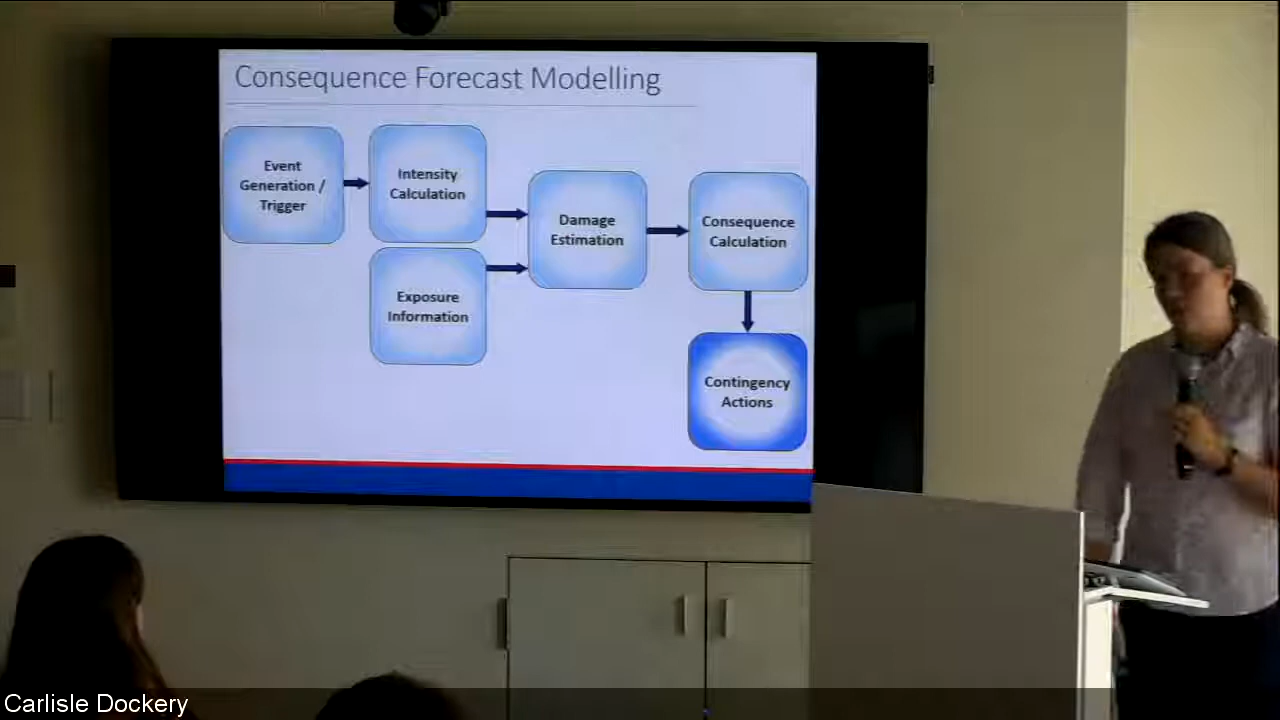 Consequence Forecast Modelling
Event
Generation /
Trigger
Intensity
Calculation
Exposure
Information
Damage
Estimation
Consequence
Calculation
Contingency
Actions
Carlisle Dockery